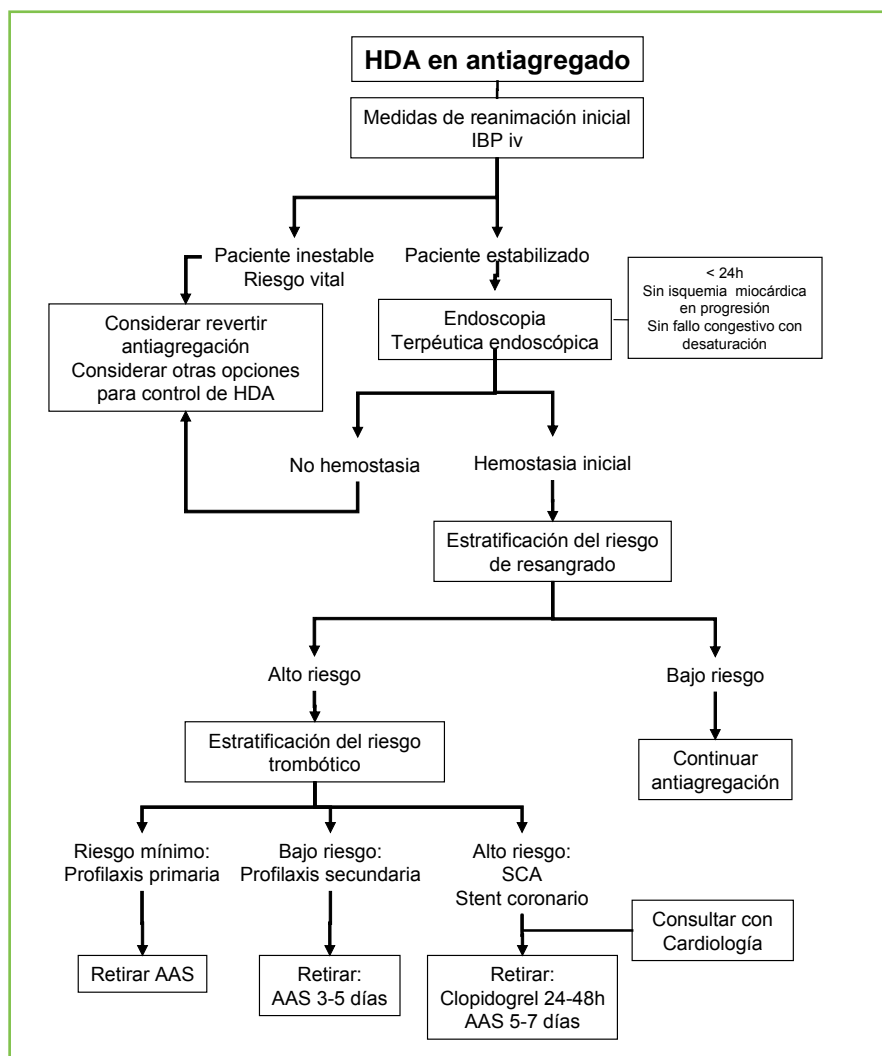 HDA en antiagregado
Medidas de reanimación inicial
IBP iv
Paciente inestable
Riesgo vital
Paciente estabilizado
< 24h
Sin isquemia miocárdica
en progresión
Sin fallo congestivo con
desaturación
Considerar revertir
antiagregación
Considerar otras opciones
para control de HDA
Endoscopia
Terpéutica endoscópica
No hemostasia
Hemostasia inicial
Estratificación del riesgo
de resangrado
Alto riesgo
Bajo riesgo
Estratificación del riesgo
trombótico
Continuar
antiagregación
Riesgo mínimo:
Profilaxis primaria
Bajo riesgo:
Profilaxis secundaria
Alto riesgo:
SCA
Stent coronario
Consultar con
Cardiología
Retirar AAS
Retirar:
AAS 3-5 días
Retirar:
Clopidogrel 24-48h
AAS 5-7 días